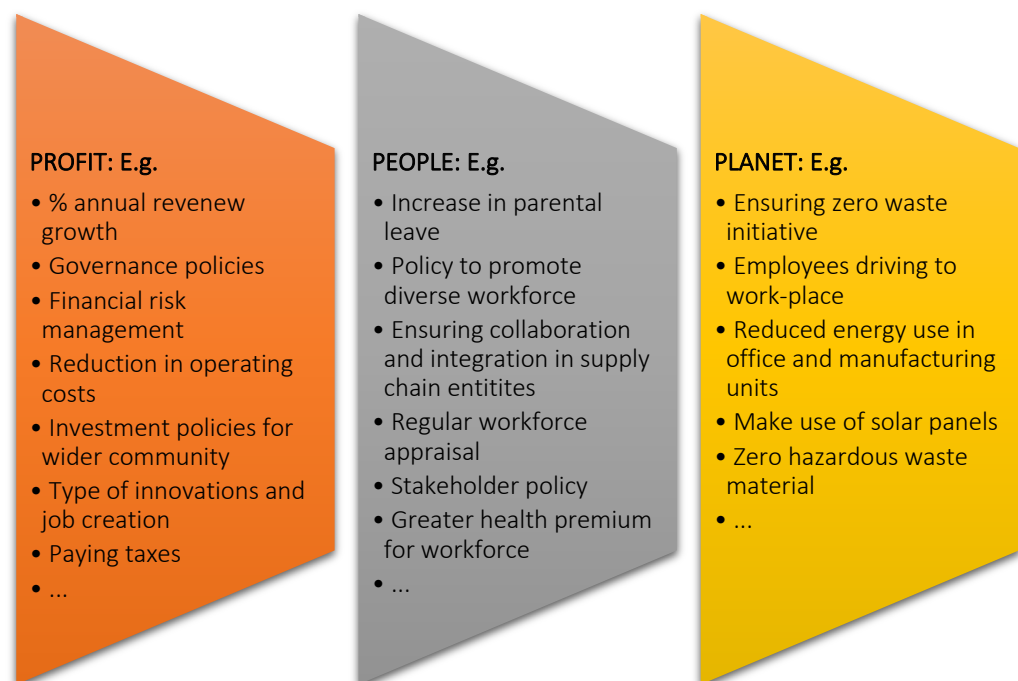 PROFIT: E.g.
• % annual revenew
growth
• Governance policies
• Financial risk
management
• Reduction in operating
costs
• Investment policies for
wider community
• Type of innovations and
job creation
• Paying taxes
• ...
PEOPLE: E.g.
• Increase in parental
leave
• Policy to promote
diverse workforce
• Ensuring collaboration
and integration in supply
chain entitites
• Regular workforce
appraisal
• Stakeholder policy
• Greater health premium
for workforce
• ...
PLANET: E.g.
• Ensuring zero waste
initiative
• Employees driving to
work-place
• Reduced energy use in
office and manufacturing
units
• Make use of solar panels
• Zero hazardous waste
material
• ...